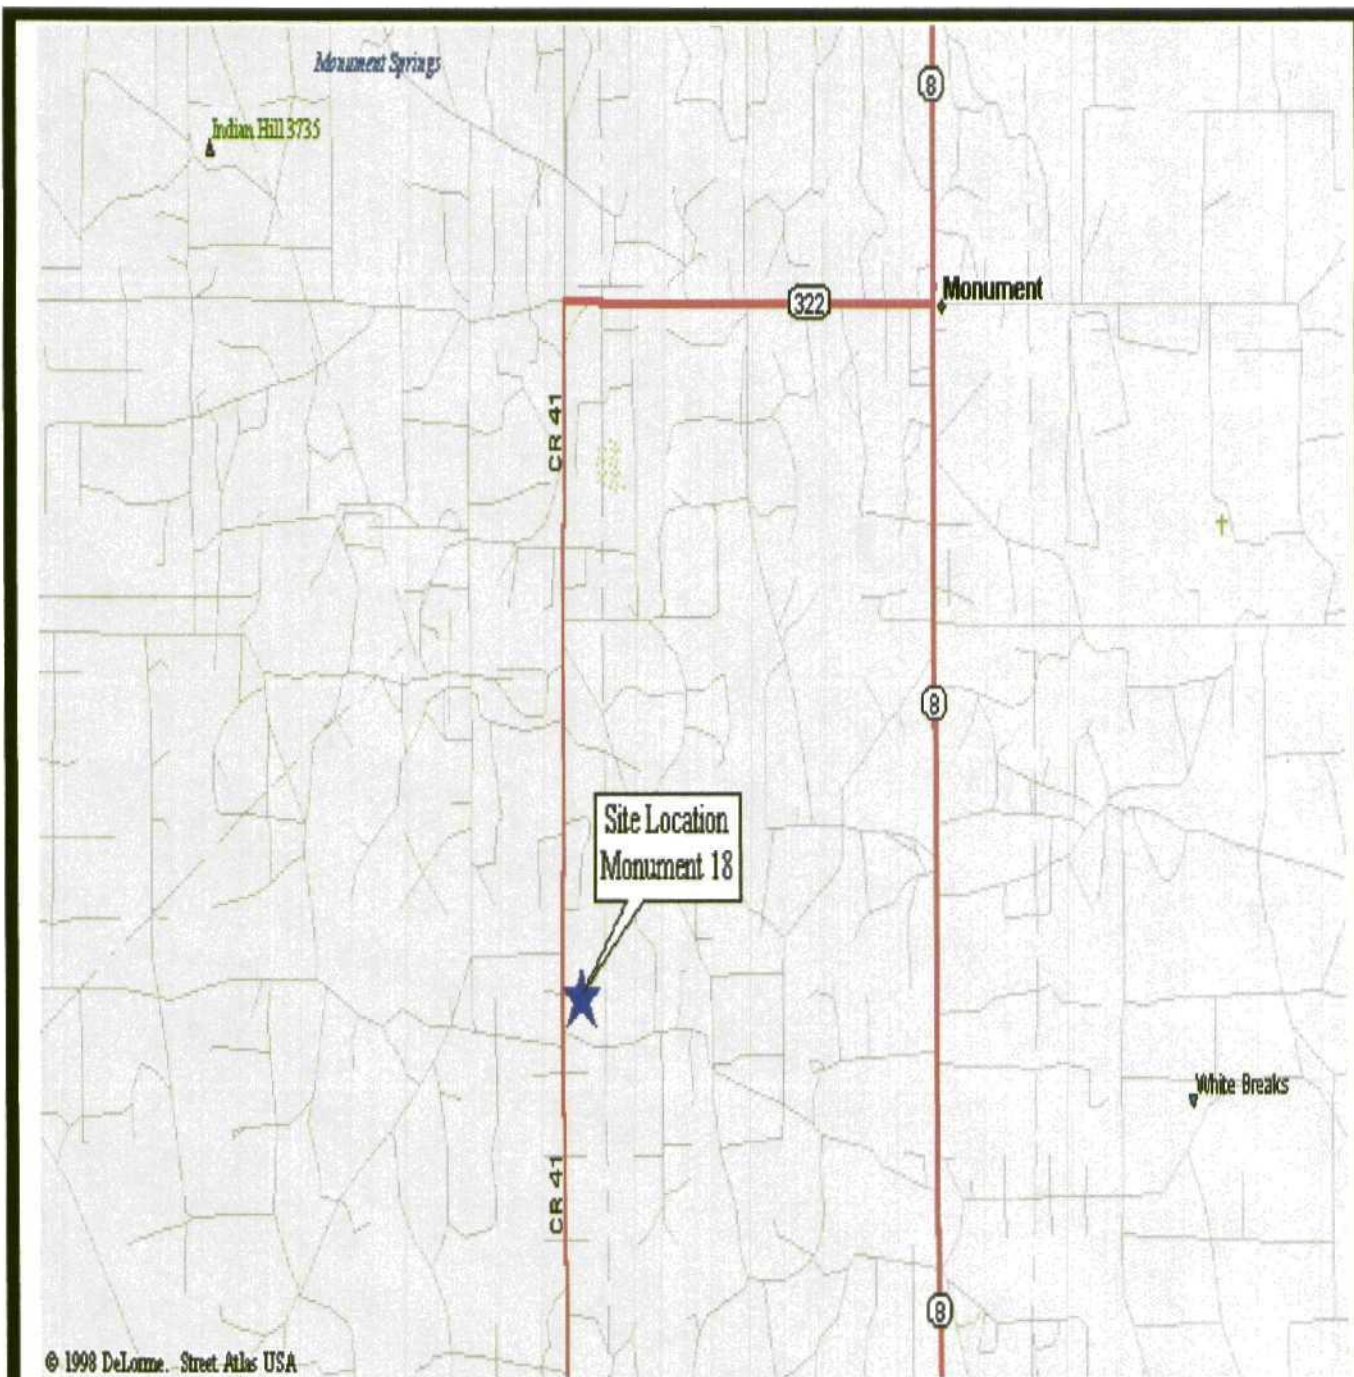 Monument Springs
8
Indian Hill 3735
Monument
322
CR 41
8
Site Location
Monument 18
White Breaks
CR 41
8
© 1998 DeLorme. Street Atlas USA